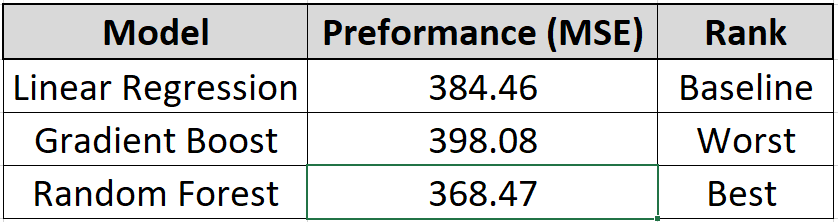 Model Preformance (MSE) Rank
Linear Regression 384.46 Baseline
Gradient Boost 398.08 Worst
Random Forest 368.47 Best